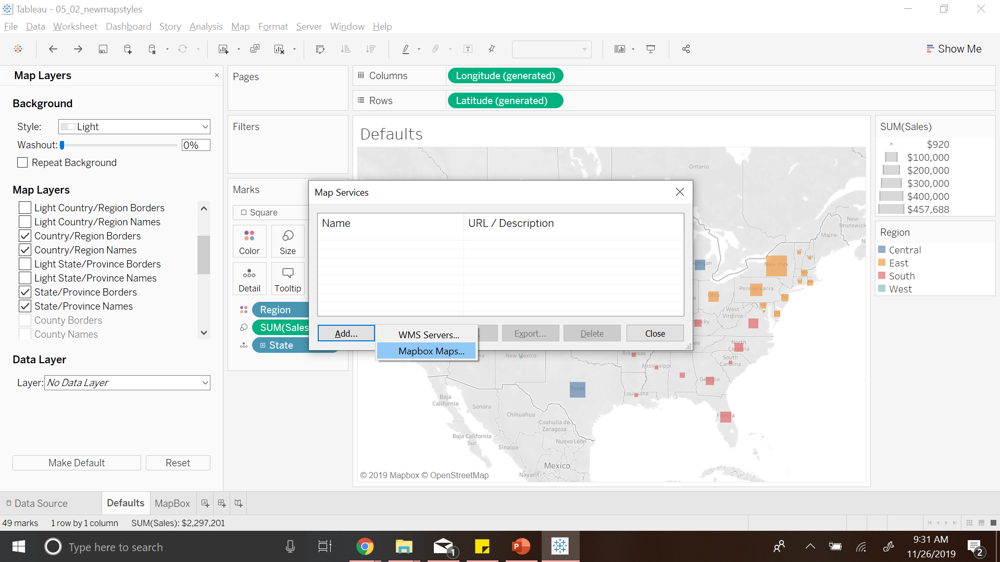 Tableau - 05_02_newmapstyles
File Data Worksheet Dashboard Story Analysis Map Format Server Window Help
Show Me
Map Layers
Background
Style: Light
Washout: 0%
Repeat Background
Map Layers
Light Country/Region Borders
Light Country/Region Names
Country/Region Borders
Country/Region Names
Light State/Province Borders
Light State/Province Names
State/Province Borders
State/Province Names
County Borders
County Names
Data Layer
Layer: No Data Layer
Make Default Reset
Pages
Filters
Marks
Square
Color Size
Detail Tooltip
Region
SUM(Sales
State
Columns Longitude (generated)
Rows Latitude (generated)
Defaults
Ontario
New
Brunswick
Maine
VT
NH
New York
MA
CT RI
Pennsylvania
NJ
Ohio
MD
DE
West
Virginia
North
Carolina
South
Carolina
Arkansas
New Mexico
Mississippi
Georgia
Texas
Louisiana
Florida
Baja
California
Sonora
Chihuahua
Coahuila de
Zaragoza
Baja California
Sur
Nuevo León
Sinaloa
Mexico
Nayarit
© 2019 Mapbox © OpenStreetMap
Map Services
Name URL / Description
Add... Export... Delete Close
WMS Servers...
Mapbox Maps...
SUM(Sales)
$920
$100,000
$200,000
$300,000
$400,000
$457,688
Region
Central
East
South
West
Data Source Defaults MapBox
49 marks 1 row by 1 column SUM(Sales): $2,297,201
Type here to search
1
9:31 AM
11/26/2019
2